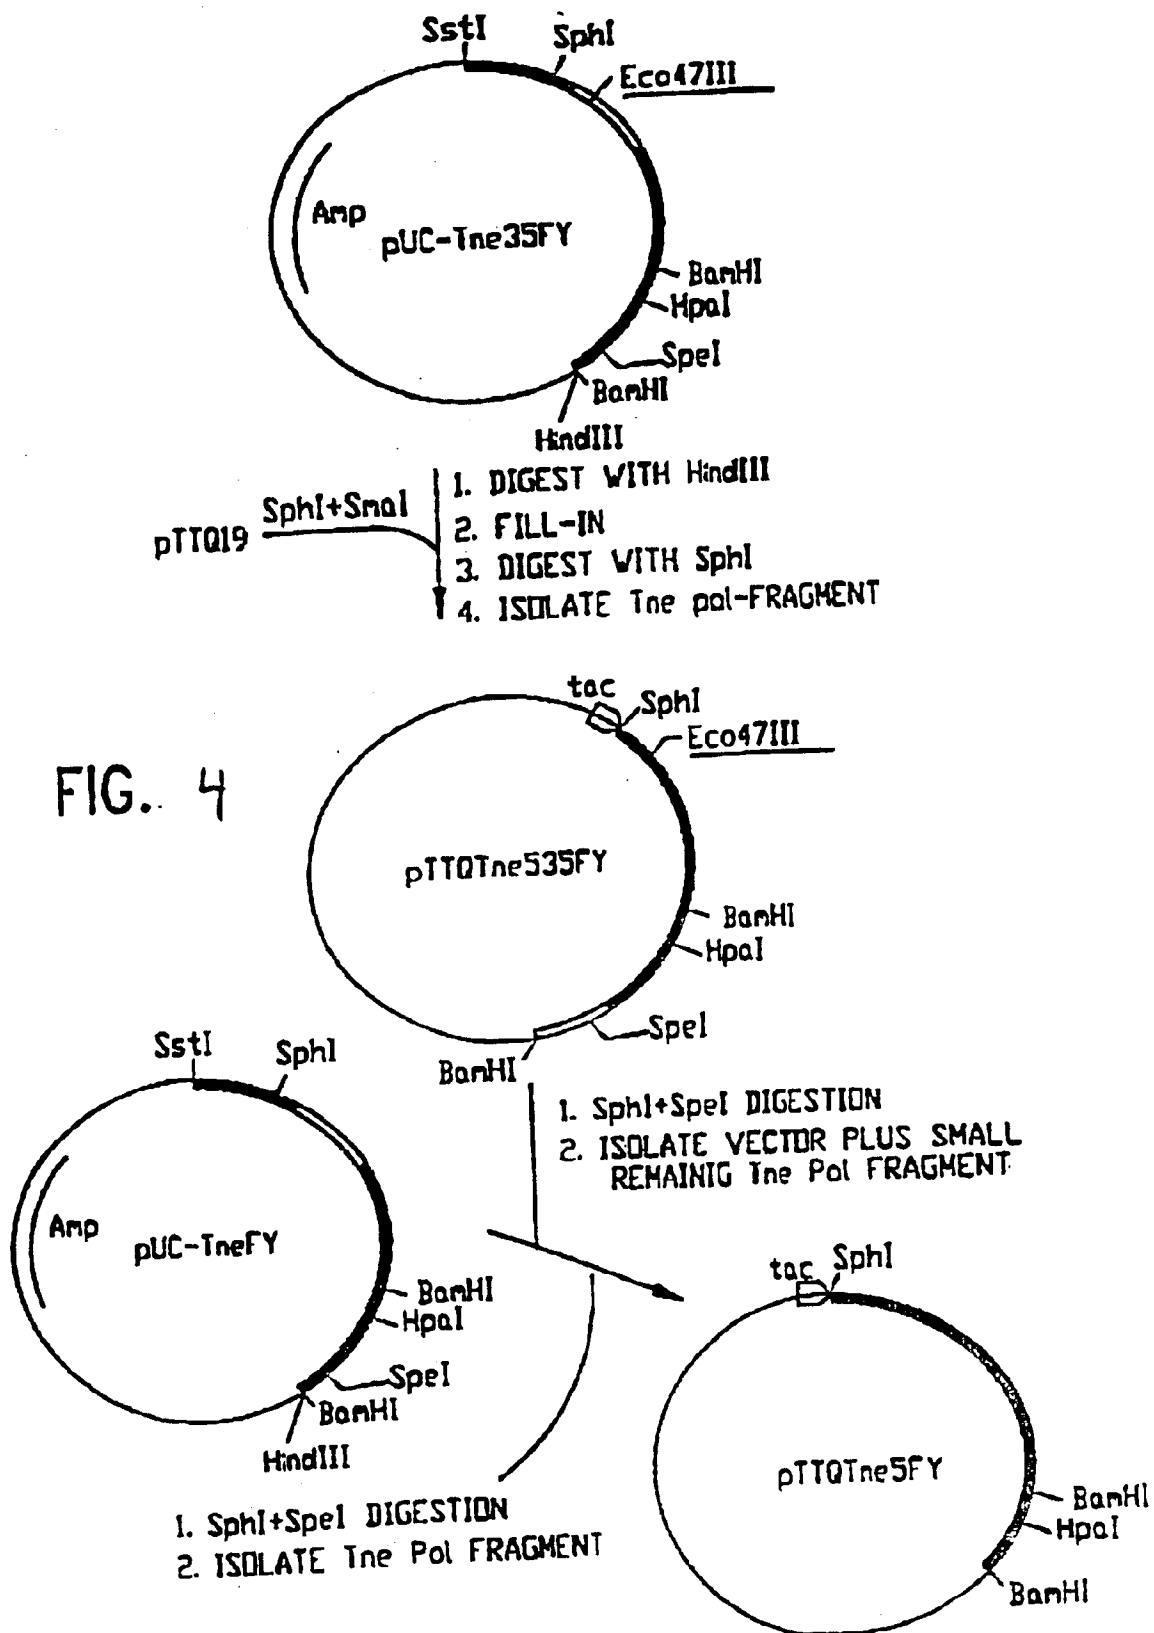 SstI
SphI
Eco47III
Amp
pUC-Tne35FY
BamHI
HpaI
SpeI
BamHI
HindIII
pTTQ19
SphI+SmaI
1. DIGEST WITH HindIII
2. FILL-IN
3. DIGEST WITH SphI
4. ISOLATE Tne pol-FRAGMENT
FIG. 4
tac
SphI
Eco47III
pTTQTne535FY
BamHI
HpaI
SpeI
BamHI
1. SphI+SpeI DIGESTION
2. ISOLATE VECTOR PLUS SMALL
REMAINIG Tne Pol FRAGMENT
SstI
SphI
Amp
pUC-TneFY
BamHI
HpaI
SpeI
BamHI
HindIII
1. SphI+SpeI DIGESTION
2. ISOLATE Tne Pol FRAGMENT
tac
SphI
pTTQTne5FY
BamHI
HpaI
BamHI